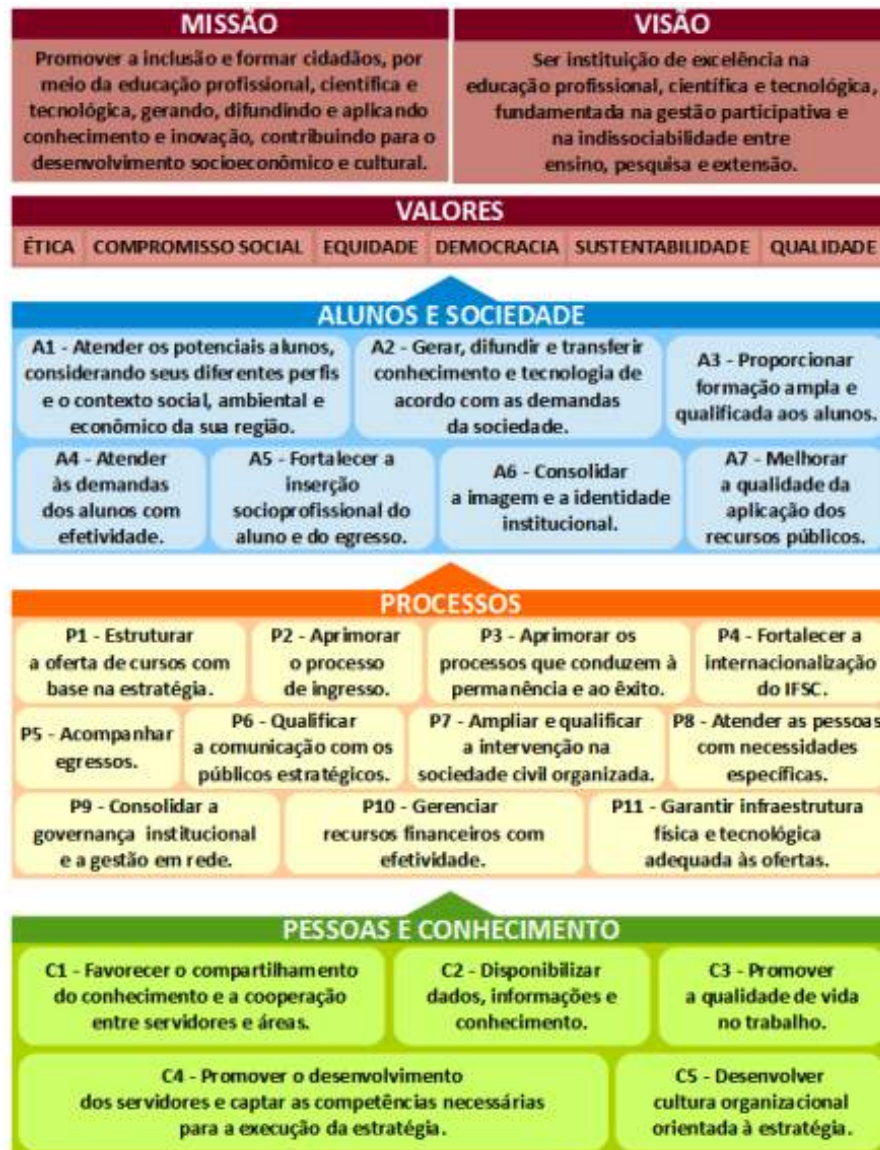 MISSÃO
Promover a inclusão e formar cidadãos, por
meio da educação profissional, científica e
tecnológica, gerando, difundindo e aplicando
conhecimento e inovação, contribuindo para o
desenvolvimento socioeconômico e cultural.
VISÃO
Ser instituição de excelência na
educação profissional, científica e tecnológica,
fundamentada na gestão participativa e
na indissociabilidade entre
ensino, pesquisa e extensão.
VALORES
ÉTICA COMPROMISSO SOCIAL EQUIDADE DEMOCRACIA SUSTENTABILIDADE QUALIDADE
ALUNOS E SOCIEDADE
A1 - Atender os potenciais alunos,
considerando seus diferentes perfis
e o contexto social, ambiental e
econômico da sua região.
A2 - Gerar, difundir e transferir
conhecimento e tecnologia de
acordo com as demandas
da sociedade.
A3 - Proporcionar
formação ampla e
qualificada aos alunos.
A4 - Atender
às demandas
dos alunos com
efetividade.
A5 - Fortalecer a
inserção
socioprofissional do
aluno e do egresso.
A6 - Consolidar
a imagem e a identidade
institucional.
A7 - Melhorar
a qualidade da
aplicação dos
recursos públicos.
PROCESSOS
P1 - Estruturar
a oferta de cursos com
base na estratégia.
P2 - Aprimorar
o processo
de ingresso.
P3 - Aprimorar os
processos que conduzem à
permanência e ao êxito.
P4 - Fortalecer a
internacionalização
do IFSC.
P5 - Acompanhar
egressos.
P6 - Qualificar
a comunicação com os
públicos estratégicos.
P7 - Ampliar e qualificar
a intervenção na
sociedade civil organizada.
P8 - Atender as pessoas
com necessidades
específicas.
P9 - Consolidar a
governança institucional
e a gestão em rede.
P10 - Gerenciar
recursos financeiros com
efetividade.
P11 - Garantir infraestrutura
física e tecnológica
adequada às ofertas.
PESSOAS E CONHECIMENTO
C1 - Favorecer o compartilhamento
do conhecimento e a cooperação
entre servidores e áreas.
C2 - Disponibilizar
dados, informações e
conhecimento.
C3 - Promover
a qualidade de vida
no trabalho.
C4 - Promover o desenvolvimento
dos servidores e captar as competências necessárias
para a execução da estratégia.
C5 - Desenvolver
cultura organizacional
orientada à estratégia.